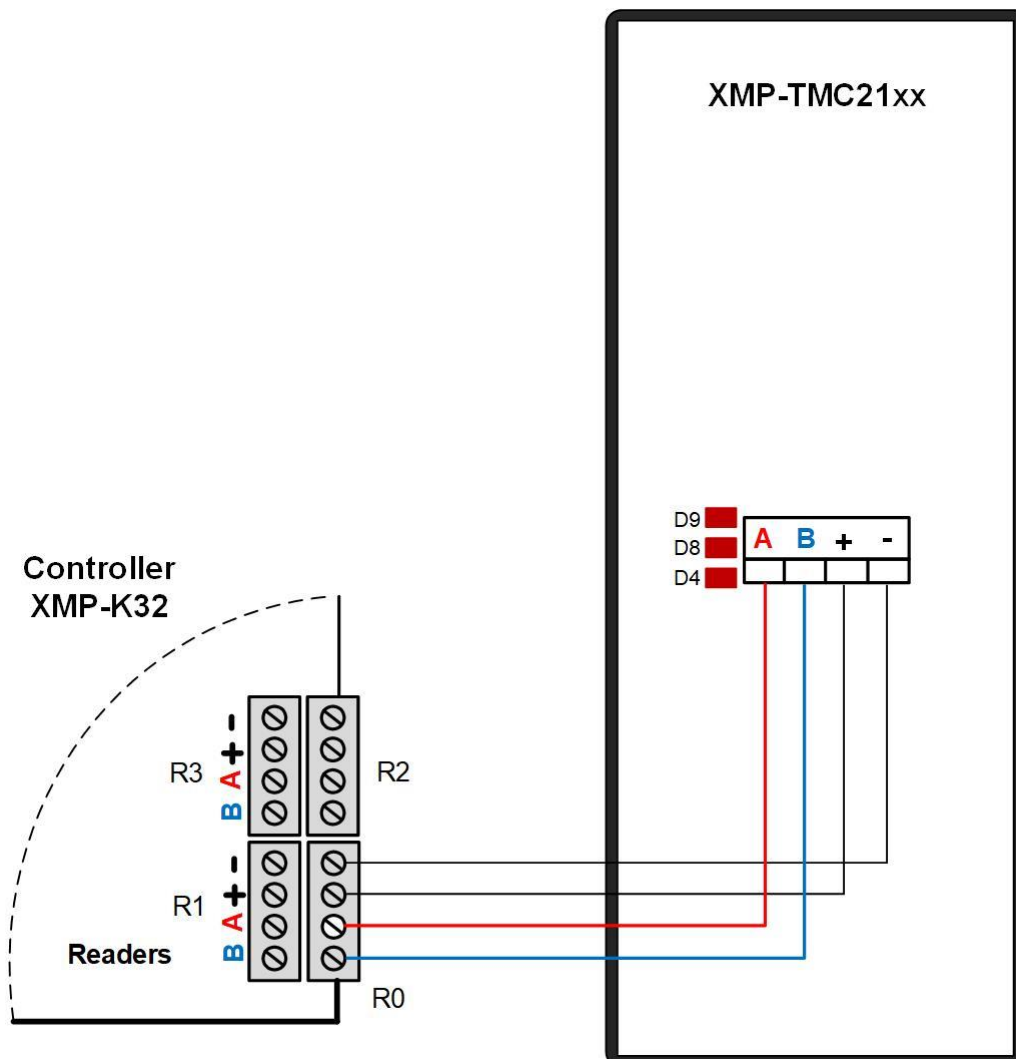 XMP-TMC21xx
D9
D8
D4
A B + -
Controller
XMP-K32
-
+
A
B
R3
R2
-
+
A
B
R1
Readers
R0